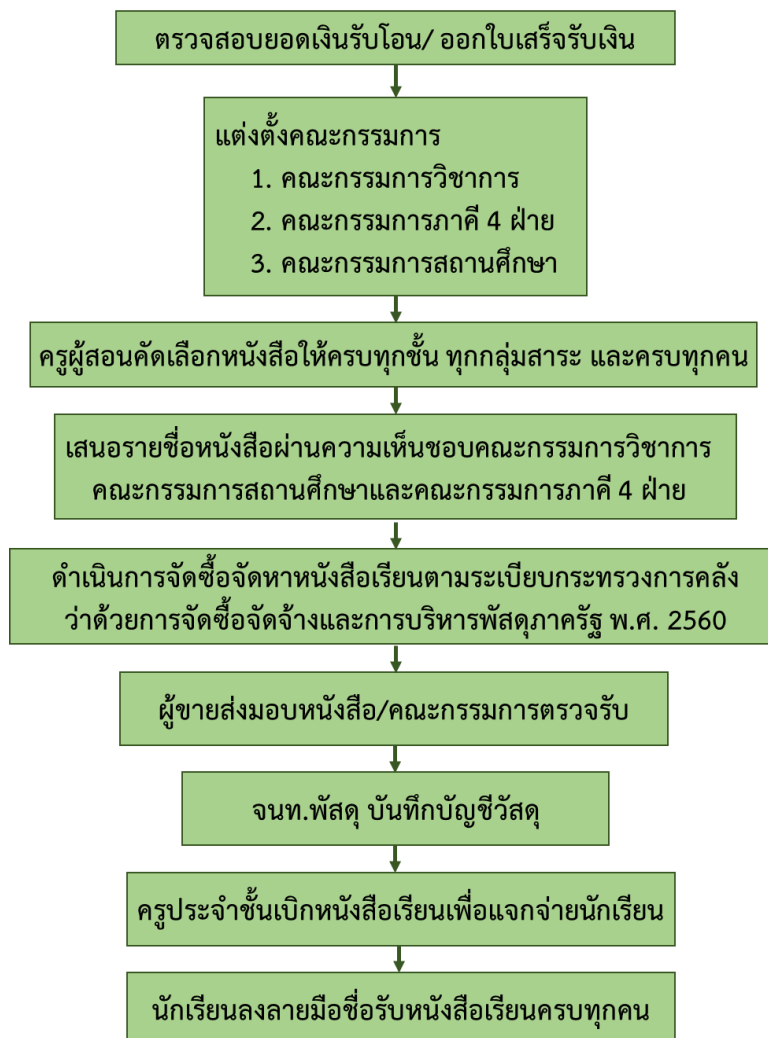 ตรวจสอบยอดเงินรับโอน/ ออกใบเสร็จรับเงิน
แต่งตั้งคณะกรรมการ
1. คณะกรรมการวิชาการ
2. คณะกรรมการภาคี 4 ฝ่าย
3. คณะกรรมการสถานศึกษา
ครูผู้สอนคัดเลือกหนังสือให้ครบทุกชั้น ทุกกลุ่มสาระ และครบทุกคน
เสนอรายชื่อหนังสือผ่านความเห็นชอบคณะกรรมการวิชาการ
คณะกรรมการสถานศึกษาและคณะกรรมการภาคี 4 ฝ่าย
ดำเนินการจัดซื้อจัดหาหนังสือเรียนตามระเบียบกระทรวงการคลัง
ว่าด้วยการจัดซื้อจัดจ้างและการบริหารพัสดุภาครัฐ พ.ศ. 2560
ผู้ขายส่งมอบหนังสือ/คณะกรรมการตรวจรับ
จนท.พัสดุ บันทึกบัญชีวัสดุ
ครูประจำชั้นเบิกหนังสือเรียนเพื่อแจกจ่ายนักเรียน
นักเรียนลงลายมือชื่อรับหนังสือเรียนครบทุกคน